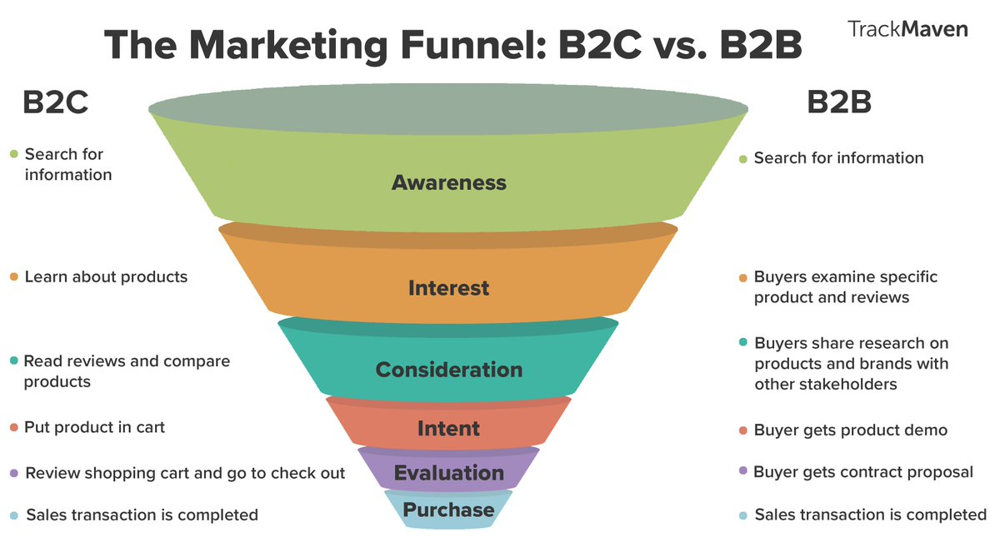 The Marketing Funnel: B2C vs. B2B
TrackMaven
B2C
Search for
information
Learn about products
Read reviews and compare
products
Put product in cart
Review shopping cart and go to check out
Sales transaction is completed
Awareness
Interest
Consideration
Intent
Evaluation
Purchase
B2B
Search for information
Buyers examine specific
product and reviews
Buyers share research on
products and brands with
other stakeholders
Buyer gets product demo
Buyer gets contract proposal
Sales transaction is completed